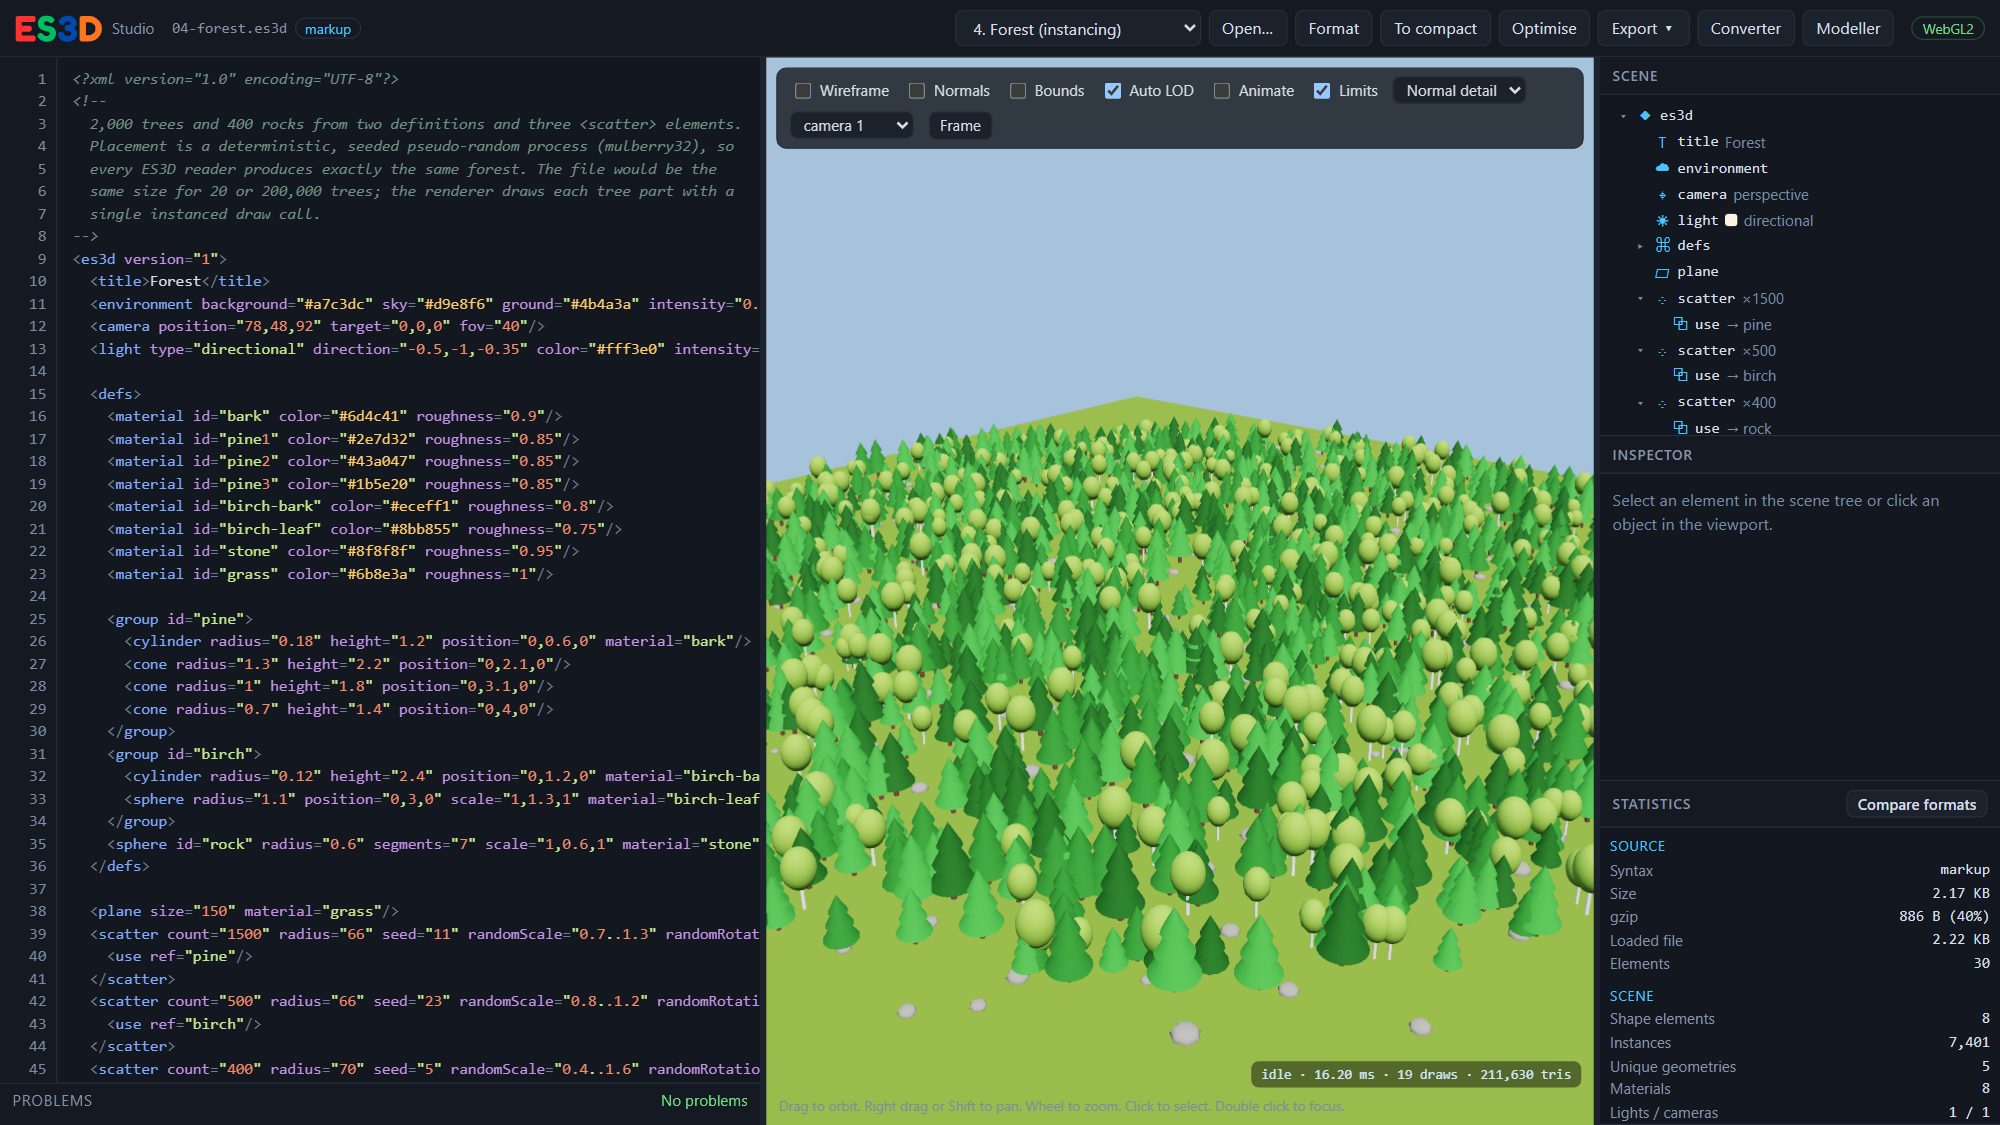 ES3D Studio 04-forest.es3d markup 4. Forest (instancing) Open... Format To compact Optimise Export ▼ Converter Modeller WebGL2
1 <?xml version="1.0" encoding="UTF-8"?>
2 <!--
3 2,000 trees and 400 rocks from two definitions and three <scatter> elements.
4 Placement is a deterministic, seeded pseudo-random process (mulberry32), so
5 every ES3D reader produces exactly the same forest. The file would be the
6 same size for 20 or 200,000 trees; the renderer draws each tree part with a
7 single instanced draw call.
8 -->
9 <es3d version="1">
10 <title>Forest</title>
11 <environment background="#a7c3dc" sky="#d9e8f6" ground="#4b4a3a" intensity="0.
12 <camera position="78,48,92" target="0,0,0" fov="40"/>
13 <light type="directional" direction="-0.5,-1,-0.35" color="#fff3e0" intensity=
14
15 <defs>
16 <material id="bark" color="#6d4c41" roughness="0.9"/>
17 <material id="pine1" color="#2e7d32" roughness="0.85"/>
18 <material id="pine2" color="#43a047" roughness="0.85"/>
19 <material id="pine3" color="#1b5e20" roughness="0.85"/>
20 <material id="birch-bark" color="#eceff1" roughness="0.8"/>
21 <material id="birch-leaf" color="#8bb855" roughness="0.75"/>
22 <material id="stone" color="#8f8f8f" roughness="0.95"/>
23 <material id="grass" color="#6b8e3a" roughness="1"/>
24
25 <group id="pine">
26 <cylinder radius="0.18" height="1.2" position="0,0.6,0" material="bark"/>
27 <cone radius="1.3" height="2.2" position="0,2.1,0"/>
28 <cone radius="1" height="1.8" position="0,3.1,0"/>
29 <cone radius="0.7" height="1.4" position="0,4,0"/>
30 </group>
31 <group id="birch">
32 <cylinder radius="0.12" height="2.4" position="0,1.2,0" material="birch-ba
33 <sphere radius="1.1" position="0,3,0" scale="1,1.3,1" material="birch-leaf
34 </group>
35 <sphere id="rock" radius="0.6" segments="7" scale="1,0.6,1" material="stone"
36 </defs>
37
38 <plane size="150" material="grass"/>
39 <scatter count="1500" radius="66" seed="11" randomScale="0.7..1.3" randomRotat
40 <use ref="pine"/>
41 </scatter>
42 <scatter count="500" radius="66" seed="23" randomScale="0.8..1.2" randomRotati
43 <use ref="birch"/>
44 </scatter>
45 <scatter count="400" radius="70" seed="5" randomScale="0.4..1.6" randomRotatio
PROBLEMS No problems
Wireframe Normals Bounds Auto LOD Animate Limits Normal detail
camera 1 Frame
idle · 16.20 ms · 19 draws · 211,630 tris
Drag to orbit. Right drag or Shift to pan. Wheel to zoom. Click to select. Double click to focus.
SCENE
es3d
title Forest
environment
camera perspective
light directional
defs
plane
scatter ×1500
use → pine
scatter ×500
use → birch
scatter ×400
use → rock
INSPECTOR
Select an element in the scene tree or click an
object in the viewport.
STATISTICS Compare formats
SOURCE
Syntax markup
Size 2.17 KB
gzip 886 B (40%)
Loaded file 2.22 KB
Elements 30
SCENE
Shape elements 8
Instances 7,401
Unique geometries 5
Materials 8
Lights / cameras 1 / 1